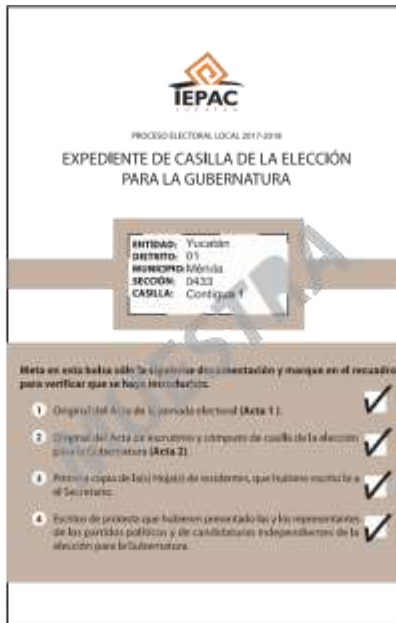 IEPAC
YUCATÁN
PROCESO ELECTORAL LOCAL 2017-2018
EXPEDIENTE DE CASILLA DE LA ELECCIÓN
PARA LA GUBERNATURA
ENTIDAD: Yucatán
DISTRITO: 01
MUNICIPIO: Mérida
SECCIÓN: 0433
CASILLA: Contigua 1
MUESTRA
Meta en esta bolsa sólo la siguiente documentación y marque en el recuadro
para verificar que se haya introducido.
1 Original del Acta de la jornada electoral (Acta 1).
2 Original del Acta de escrutinio y cómputo de casilla de la elección
para la Gubernatura (Acta 2).
3 Primera copia de la(s) Hoja(s) de incidentes, que hubiere escrito la o
el Secretario.
4 Escritos de protesta que hubieren presentado las y los representantes
de los partidos políticos y de candidaturas independientes de la
elección para la Gubernatura.